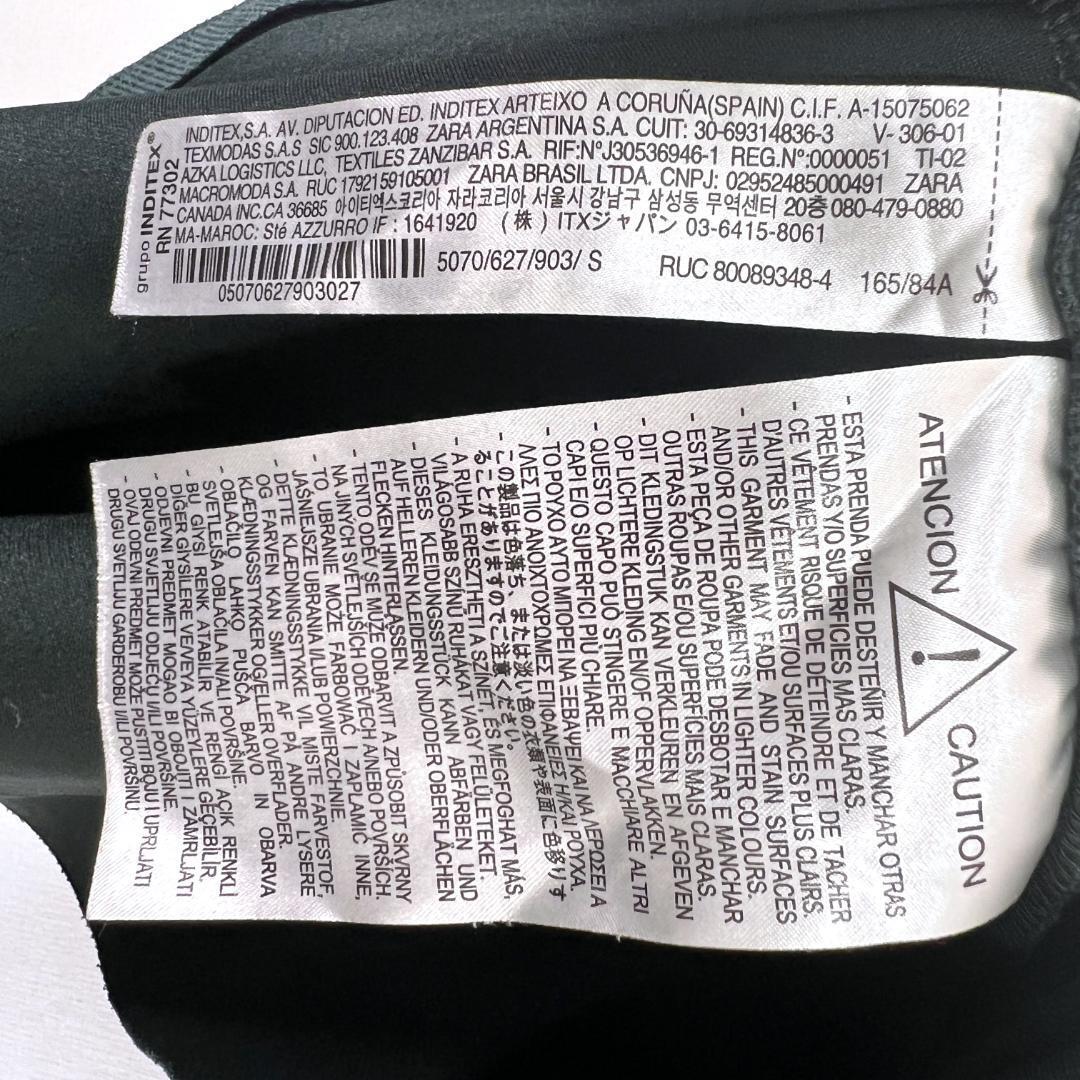 grupo INDITEX®
RN 77302
INDITEX,S.A. AV. DIPUTACION ED. INDITEX ARTEIXO A CORUÑA(SPAIN) C.I.F. A-15075062
TEXMODAS S.A.S SIC 900.123.408 ZARA ARGENTINA S.A. CUIT: 30-69314836-3 V- 306-01
AZKA LOGISTICS LLC, TEXTILES ZANZIBAR S.A. RIF:NºJ30536946-1 REG.Nº:0000051 TI-02
MACROMODA S.A. RUC 1792159105001 ZARA BRASIL LTDA. CNPJ: 02952485000491 ZARA
CANADA INC.CA 36685 아이티엑스코리아 자라코리아 서울시 강남구 삼성동 무역센터 20층 080-479-0880
MA-MAROC: Sté AZZURRO IF : 1641920 (株) ITXジャパン 03-6415-8061
5070/627/903/ S RUC 80089348-4 165/84A
05070627903027
ATENCION CAUTION
- ESTA PRENDA PUEDE DESTEÑIR Y MANCHAR OTRAS
PRENDAS Y/O SUPERFICIES MAS CLARAS.
- CE VÊTEMENT RISQUE DE DÉTEINDRE ET DE TACHER
D'AUTRES VÊTEMENTS ET/OU SURFACES PLUS CLAIRS.
- THIS GARMENT MAY FADE AND STAIN SURFACES
AND/OR OTHER GARMENTS IN LIGHTER COLOURS.
- ESTA PEÇA DE ROUPA PODE DESBOTAR E MANCHAR
OUTRAS ROUPAS E/OU SUPERFÍCIES MAIS CLARAS.
- DIT KLEDINGSTUK KAN VERKLEUREN EN AFGEVEN
OP LICHTERE KLEDING EN/OF OPPERVLAKKEN.
- QUESTO CAPO PUÒ STINGERE E MACCHIARE ALTRI
CAPI E/O SUPERFICI PIÙ CHIARE.
- ΤΟ ΡΟΥΧΟ ΑΥΤΟ ΜΠΟΡΕΙ ΝΑ ΞΕΒΑΨΕΙ ΚΑΙ ΝΑ ΛΕΡΩΣΕΙ Α
ΛΛΕΣ ΠΙΟ ΑΝΟΙΧΤΟΧΡΩΜΕΣ ΕΠΙΦΑΝΕΙΕΣ Η/ΚΑΙ ΡΟΥΧΑ.
- この製品は色落ち、または淡い色の衣類や表面に色移りす
ることがありますのでご注意ください。
- A RUHA ERESZTHETI A SZÍNÉT, ÉS MEGFOGHAT MÁS,
VILÁGOSABB SZÍNŰ RUHÁKAT VAGY FELÜLETEKET.
- DIESES KLEIDUNGSSTÜCK KANN ABFÄRBEN UND
AUF HELLEREN KLEIDERN UND/ODER OBERFLÄCHEN
FLECKEN HINTERLASSEN.
- TENTO ODĚV SE MŮŽE ODBARVIT A ZPŮSOBIT SKVRNY
NA JINÝCH SVĚTLEJŠÍCH ODĚVECH A/NEBO POVRŠÍCH.
- TO UBRANIE MOŻE FARBOWAĆ I ZAPLAMIĆ INNE,
JAŚNIEJSZE UBRANIA I/LUB POWIERZCHNIE.
- DETTE KLÆDNINGSSTYKKE VIL MISTE FARVESTOF,
OG FARVEN KAN SMITTE AF PÅ ANDRE LYSERE
KLÆDNINGSSTYKKER OG/ELLER OVERFLADER.
- OBLAČILO LAHKO PUŠČA BARVO IN OBARVA
SVETLEJŠA OBLAČILA IN/ALI POVRŠINE.
- BU GİYSİ RENK ATABİLİR VE RENGİ AÇIK RENKLİ
DİĞER GİYSİLERE VE/VEYA YÜZEYLERE GEÇEBİLİR.
- ODJEVNI PREDMET MOGAO BI OBOJITI I ZAMRLJATI
DRUGU SVJETLIJU ODJEĆU I/ILI POVRŠINE.
- OVAJ ODEVNI PREDMET MOŽE PUSTITI BOJU I UPRLJATI
DRUGU SVETLIJU GARDEROBU I/ILI POVRŠINU.